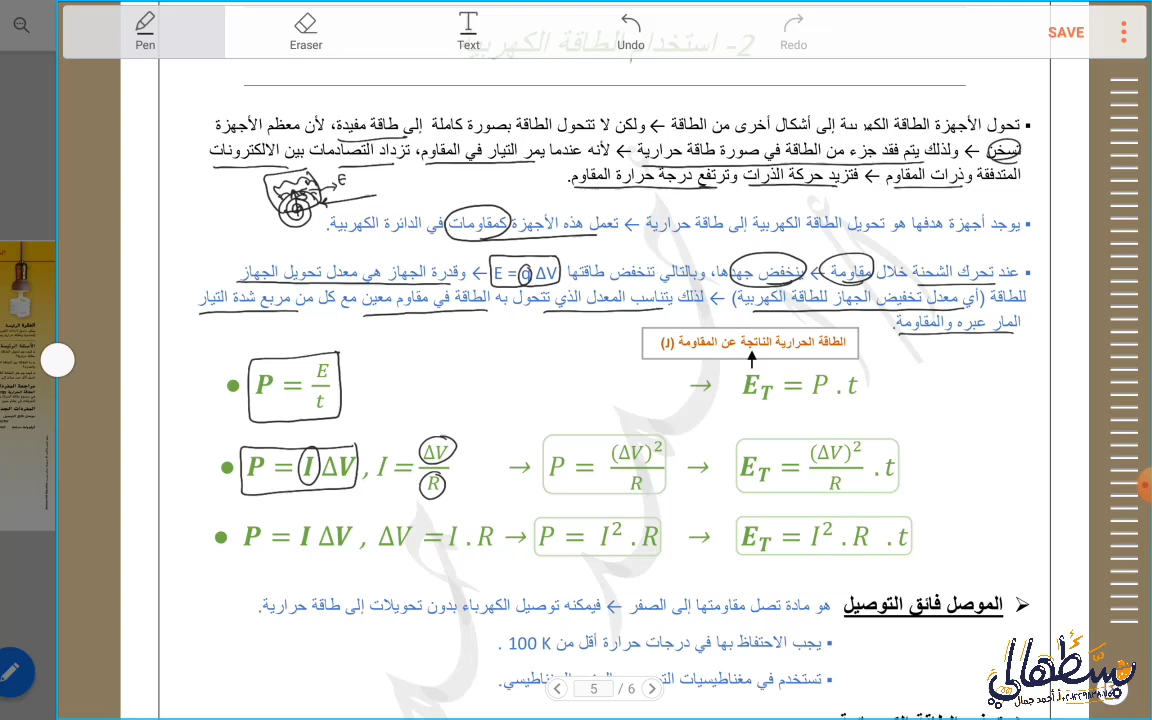 Pen
Eraser
Text
Undo
Redo
SAVE
2- استخدام الطاقة الكهربية
▪ تحول الأجهزة الطاقة الكهربية إلى أشكال أخرى من الطاقة ← ولكن لا تتحول الطاقة بصورة كاملة إلى طاقة مفيدة، لأن معظم الأجهزة
تسخن ← ولذلك يتم فقد جزء من الطاقة في صورة طاقة حرارية ← لأنه عندما يمر التيار في المقاوم، تزداد التصادمات بين الالكترونات
المتدفقة وذرات المقاوم ← فتزيد حركة الذرات وترتفع درجة حرارة المقاوم.
E
▪ يوجد أجهزة هدفها هو تحويل الطاقة الكهربية إلى طاقة حرارية ← تعمل هذه الأجهزة كمقاومات في الدائرة الكهربية.
▪ عند تحرك الشحنة خلال مقاومة ← ينخفض جهدها، وبالتالي تنخفض طاقتها E = q ΔV ← وقدرة الجهاز هي معدل تحويل الجهاز
للطاقة (أي معدل تخفيض الجهاز للطاقة الكهربية) ← لذلك يتناسب المعدل الذي تتحول به الطاقة في مقاوم معين مع كل من مربع شدة التيار
المار عبره والمقاومة.
الطاقة الحرارية الناتجة عن المقاومة (J)
● P = E/t → E_T = P . t
● P = I ΔV , I = ΔV/R → P = (ΔV)²/R → E_T = (ΔV)²/R . t
● P = I ΔV , ΔV = I . R → P = I² . R → E_T = I² . R . t
➤ الموصل فائق التوصيل هو مادة تصل مقاومتها إلى الصفر ← فيمكنه توصيل الكهرباء بدون تحويلات إلى طاقة حرارية.
▪ يجب الاحتفاظ بها في درجات حرارة أقل من 100 K .
▪ تستخدم في مغناطيسيات
5 / 6
أ. أحمد جمال